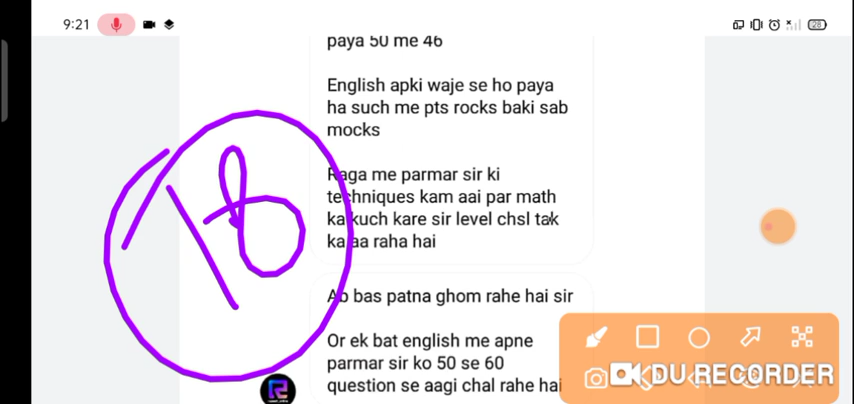 9:21
28
paya 50 me 46
English apki waje se ho paya
ha such me pts rocks baki sab
mocks
Raga me parmar sir ki
techniques kam aai par math
ka kuch kare sir level chsl tak
ka aa raha hai
18
Ab bas patna ghom rahe hai sir
Or ek bat english me apne
parmar sir ko 50 se 60
question se aagi chal rahe hai
DU RECORDER